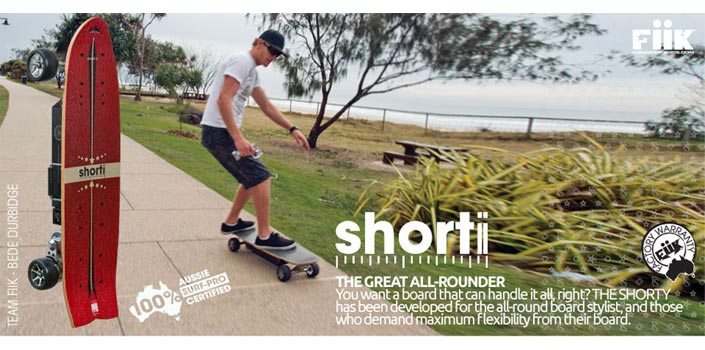 FiiK
shorti
TEAM FIIK - BEDE DURBIDGE
100%
AUSSIE
SURF-PRO
CERTIFIED
shortii
FACTORY WARRANTY
FiiK
THE GREAT ALL-ROUNDER
You want a board that can handle it all, right? THE SHORTY
has been developed for the all-round board stylist, and those
who demand maximum flexibility from their board.